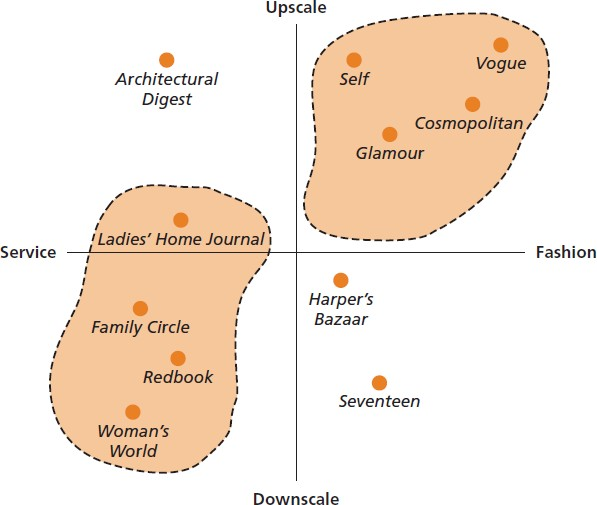 Upscale
Architectural
Digest
Self
Vogue
Cosmopolitan
Glamour
Ladies’ Home Journal
Service
Fashion
Harper’s
Bazaar
Family Circle
Redbook
Seventeen
Woman’s
World
Downscale